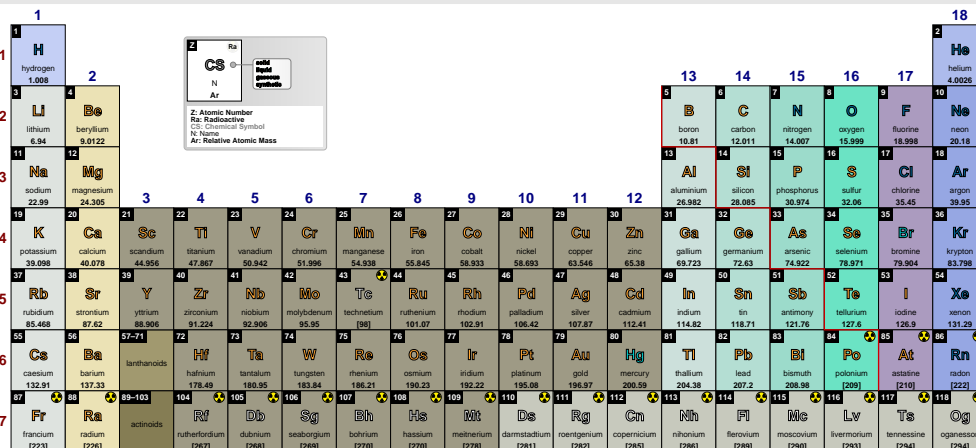 1 18
1 H hydrogen 1.008
2 He helium 4.0026
Z Ra
CS
N
Ar
solid
liquid
gaseous
synthetic
Z: Atomic Number
Ra: Radioactive
CS: Chemical Symbol
N: Name
Ar: Relative Atomic Mass
1
2 13 14 15 16 17
3 Li lithium 6.94
4 Be beryllium 9.0122
5 B boron 10.81
6 C carbon 12.011
7 N nitrogen 14.007
8 O oxygen 15.999
9 F fluorine 18.998
10 Ne neon 20.18
2
11 Na sodium 22.99
12 Mg magnesium 24.305
13 Al aluminium 26.982
14 Si silicon 28.085
15 P phosphorus 30.974
16 S sulfur 32.06
17 Cl chlorine 35.45
18 Ar argon 39.95
3
3 4 5 6 7 8 9 10 11 12
19 K potassium 39.098
20 Ca calcium 40.078
21 Sc scandium 44.956
22 Ti titanium 47.867
23 V vanadium 50.942
24 Cr chromium 51.996
25 Mn manganese 54.938
26 Fe iron 55.845
27 Co cobalt 58.933
28 Ni nickel 58.693
29 Cu copper 63.546
30 Zn zinc 65.38
31 Ga gallium 69.723
32 Ge germanium 72.63
33 As arsenic 74.922
34 Se selenium 78.971
35 Br bromine 79.904
36 Kr krypton 83.798
4
37 Rb rubidium 85.468
38 Sr strontium 87.62
39 Y yttrium 88.906
40 Zr zirconium 91.224
41 Nb niobium 92.906
42 Mo molybdenum 95.95
43 Tc technetium [98]
44 Ru ruthenium 101.07
45 Rh rhodium 102.91
46 Pd palladium 106.42
47 Ag silver 107.87
48 Cd cadmium 112.41
49 In indium 114.82
50 Sn tin 118.71
51 Sb antimony 121.76
52 Te tellurium 127.6
53 I iodine 126.9
54 Xe xenon 131.29
5
55 Cs caesium 132.91
56 Ba barium 137.33
57–71 lanthanoids
72 Hf hafnium 178.49
73 Ta tantalum 180.95
74 W tungsten 183.84
75 Re rhenium 186.21
76 Os osmium 190.23
77 Ir iridium 192.22
78 Pt platinum 195.08
79 Au gold 196.97
80 Hg mercury 200.59
81 Tl thallium 204.38
82 Pb lead 207.2
83 Bi bismuth 208.98
84 Po polonium [209]
85 At astatine [210]
86 Rn radon [222]
6
87 Fr francium [223]
88 Ra radium [226]
89–103 actinoids
104 Rf rutherfordium [267]
105 Db dubnium [268]
106 Sg seaborgium [269]
107 Bh bohrium [270]
108 Hs hassium [270]
109 Mt meitnerium [278]
110 Ds darmstadtium [281]
111 Rg roentgenium [282]
112 Cn copernicium [285]
113 Nh nihonium [286]
114 Fl flerovium [289]
115 Mc moscovium [290]
116 Lv livermorium [293]
117 Ts tennessine [294]
118 Og oganesson [294]
7